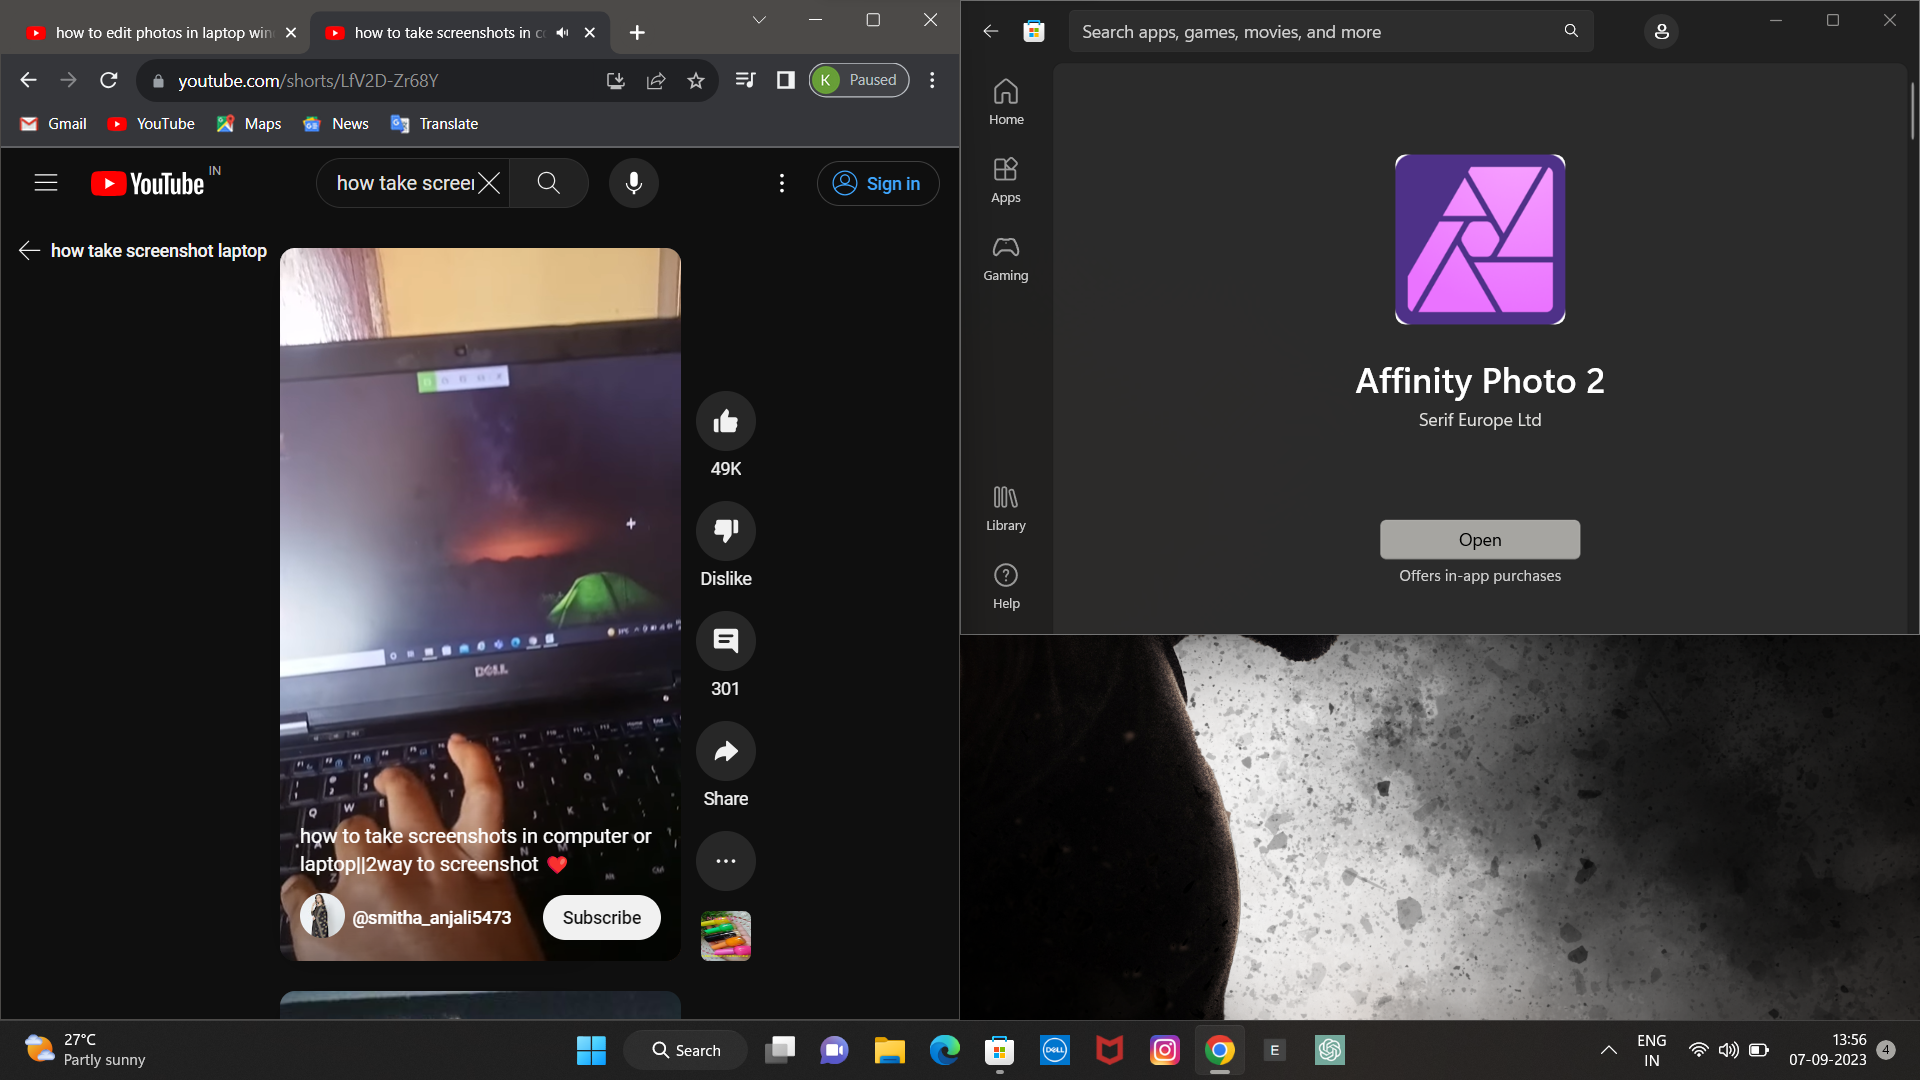 how to edit photos in laptop win
how to take screenshots in c
youtube.com/shorts/LfV2D-Zr68Y
K
Paused
Gmail
YouTube
Maps
News
Translate
YouTube
IN
how take screen
Sign in
how take screenshot laptop
DELL
49K
Dislike
301
Share
how to take screenshots in computer or
laptop||2way to screenshot ❤️
@smitha_anjali5473
Subscribe
Search apps, games, movies, and more
Home
Apps
Gaming
Library
Help
Affinity Photo 2
Serif Europe Ltd
Open
Offers in-app purchases
27°C
Partly sunny
Search
DELL
E
ENG
IN
13:56
07-09-2023
4